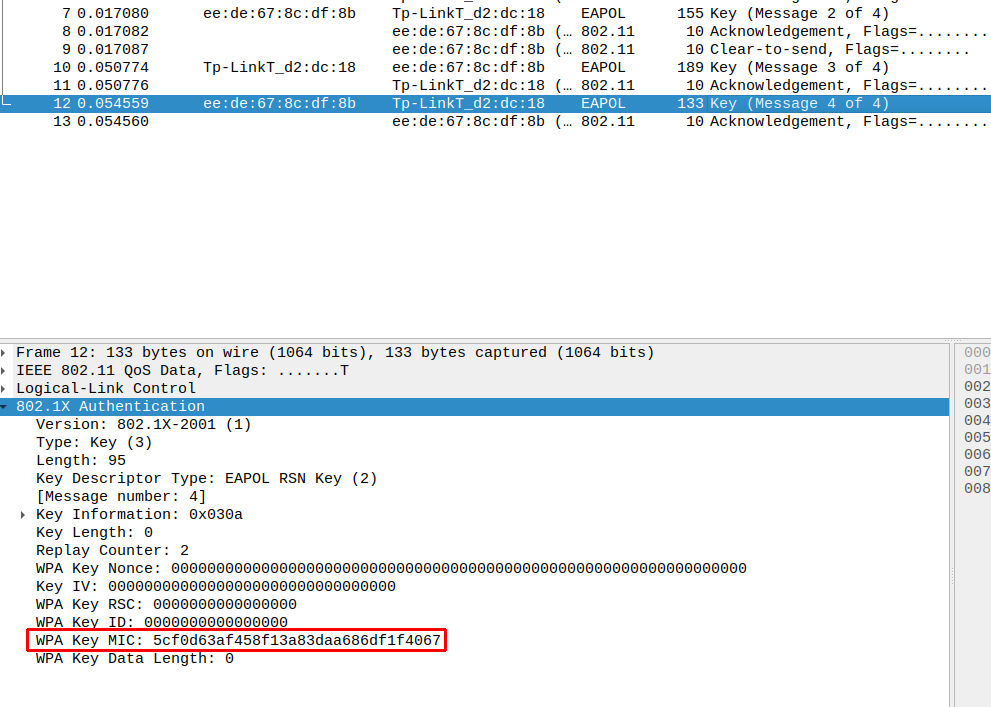 7 0.017080 ee:de:67:8c:df:8b Tp-LinkT_d2:dc:18 EAPOL 155 Key (Message 2 of 4)
8 0.017082 ee:de:67:8c:df:8b (… 802.11 10 Acknowledgement, Flags=........
9 0.017087 ee:de:67:8c:df:8b (… 802.11 10 Clear-to-send, Flags=........
10 0.050774 Tp-LinkT_d2:dc:18 ee:de:67:8c:df:8b EAPOL 189 Key (Message 3 of 4)
11 0.050776 Tp-LinkT_d2:dc:18 (… 802.11 10 Acknowledgement, Flags=........
12 0.054559 ee:de:67:8c:df:8b Tp-LinkT_d2:dc:18 EAPOL 133 Key (Message 4 of 4)
13 0.054560 ee:de:67:8c:df:8b (… 802.11 10 Acknowledgement, Flags=........
Frame 12: 133 bytes on wire (1064 bits), 133 bytes captured (1064 bits)
IEEE 802.11 QoS Data, Flags: .......T
Logical-Link Control
802.1X Authentication
Version: 802.1X-2001 (1)
Type: Key (3)
Length: 95
Key Descriptor Type: EAPOL RSN Key (2)
[Message number: 4]
Key Information: 0x030a
Key Length: 0
Replay Counter: 2
WPA Key Nonce: 0000000000000000000000000000000000000000000000000000000000000000
Key IV: 00000000000000000000000000000000
WPA Key RSC: 0000000000000000
WPA Key ID: 0000000000000000
WPA Key MIC: 5cf0d63af458f13a83daa686df1f4067
WPA Key Data Length: 0
000
001
002
003
004
005
006
007
008